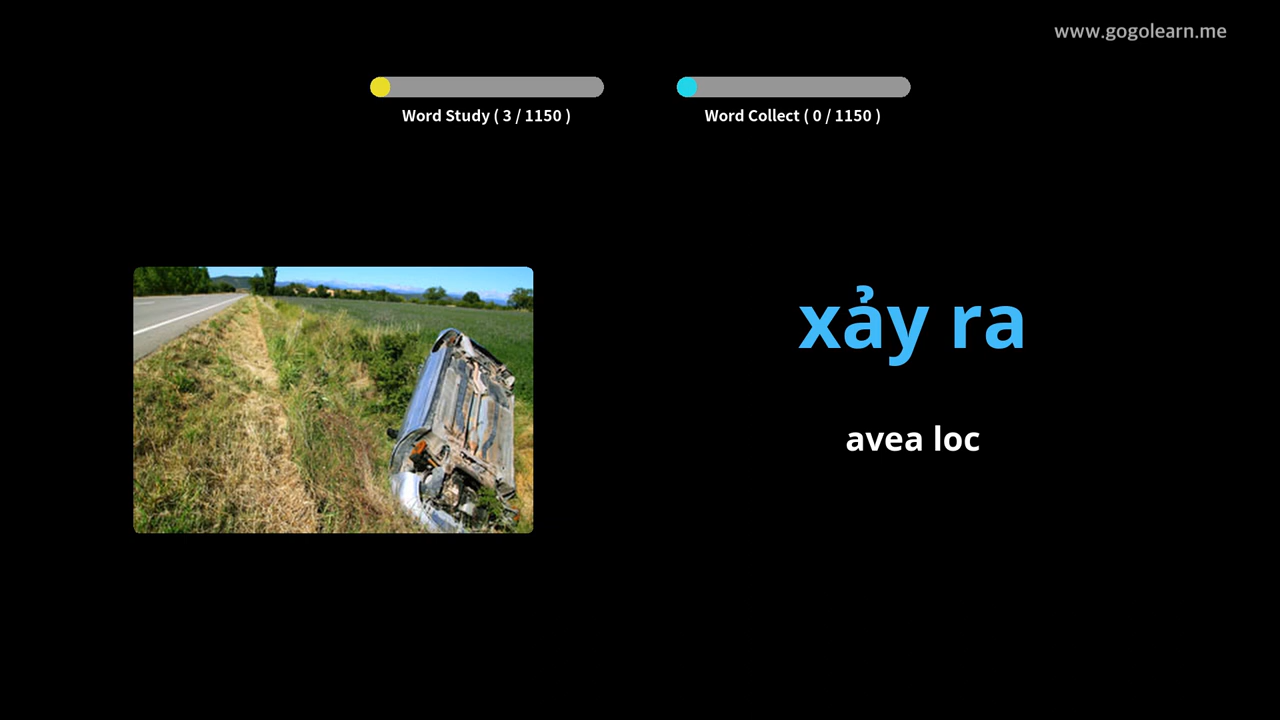 www.gogolearn.me
Word Study ( 3 / 1150 )
Word Collect ( 0 / 1150 )
xảy ra
avea loc